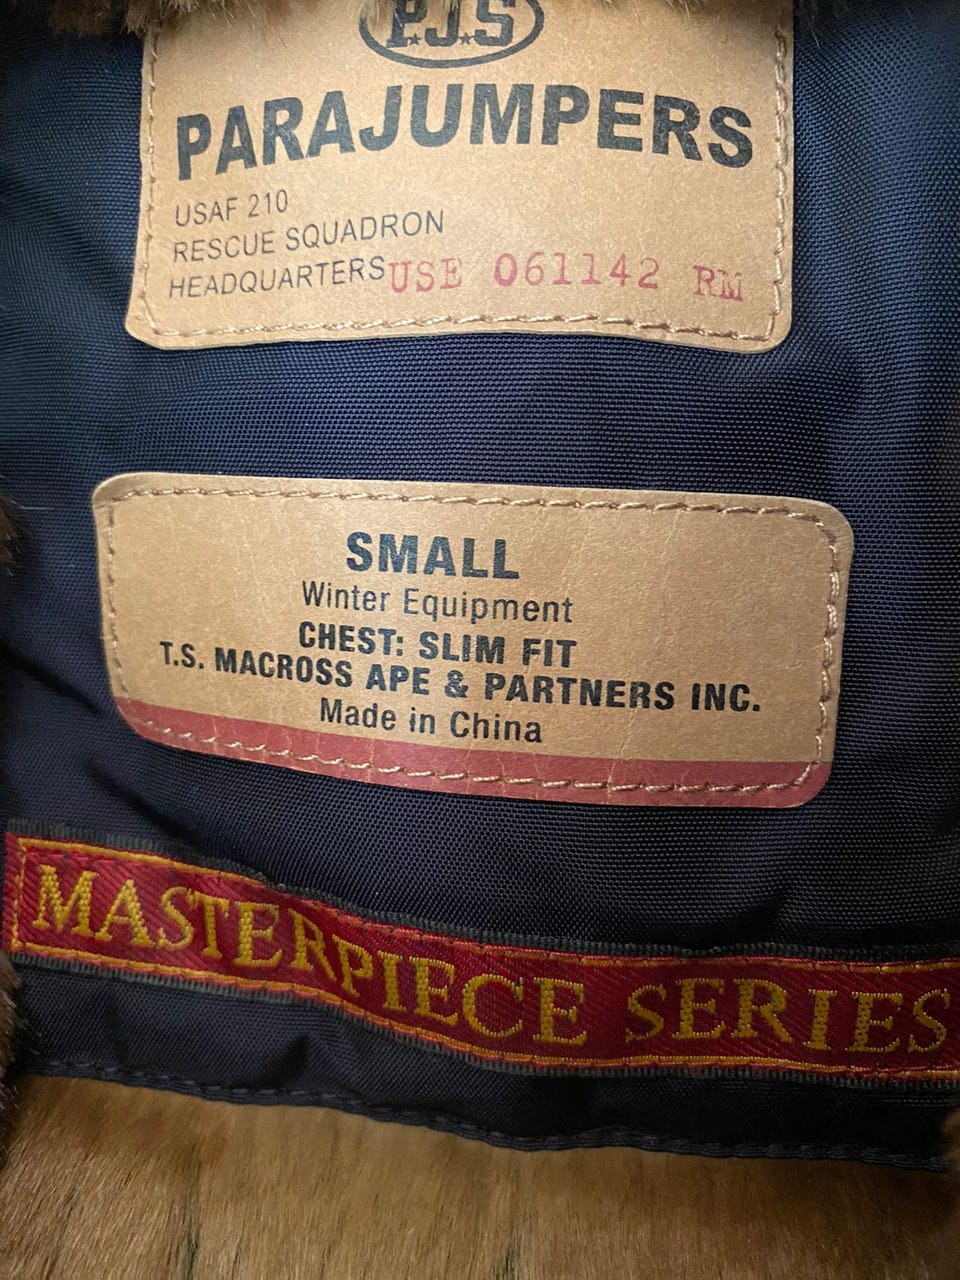 P.J.S
PARAJUMPERS
USAF 210
RESCUE SQUADRON
HEADQUARTERS USE 061142 RM
SMALL
Winter Equipment
CHEST: SLIM FIT
T.S. MACROSS APE & PARTNERS INC.
Made in China
MASTERPIECE SERIES